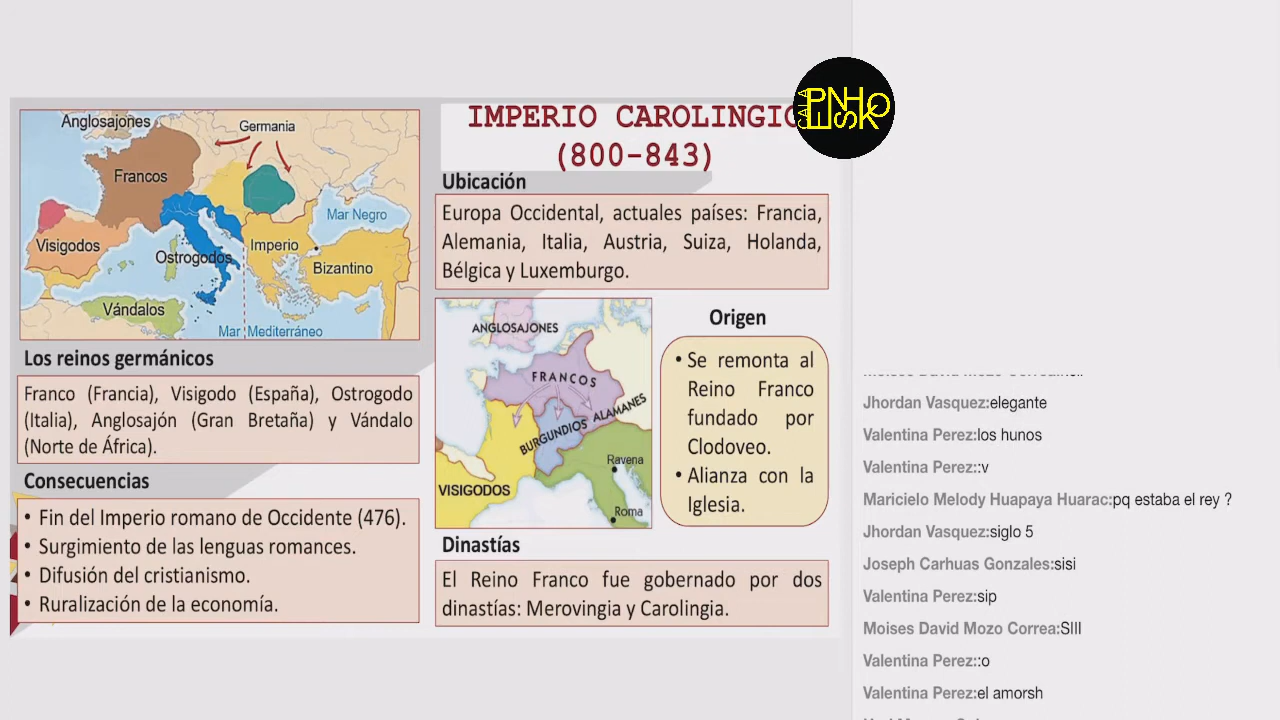 Anglosajones
Germania
Francos
Mar Negro
Visigodos
Imperio
Ostrogodos
Bizantino
Vándalos
Mar Mediterráneo
Los reinos germánicos
Franco (Francia), Visigodo (España), Ostrogodo
(Italia), Anglosajón (Gran Bretaña) y Vándalo
(Norte de África).
Consecuencias
• Fin del Imperio romano de Occidente (476).
• Surgimiento de las lenguas romances.
• Difusión del cristianismo.
• Ruralización de la economía.
IMPERIO CAROLINGIO
(800-843)
Ubicación
Europa Occidental, actuales países: Francia,
Alemania, Italia, Austria, Suiza, Holanda,
Bélgica y Luxemburgo.
ANGLOSAJONES
FRANCOS
ALAMANES
BURGUNDIOS
Ravena
VISIGODOS
Roma
Origen
• Se remonta al
Reino Franco
fundado por
Clodoveo.
• Alianza con la
Iglesia.
Dinastías
El Reino Franco fue gobernado por dos
dinastías: Merovingia y Carolingia.
Jhordan Vasquez:elegante
Valentina Perez:los hunos
Valentina Perez::v
Maricielo Melody Huapaya Huarac:pq estaba el rey ?
Jhordan Vasquez:siglo 5
Joseph Carhuas Gonzales:sisi
Valentina Perez:sip
Moises David Mozo Correa:SIII
Valentina Perez::o
Valentina Perez:el amorsh